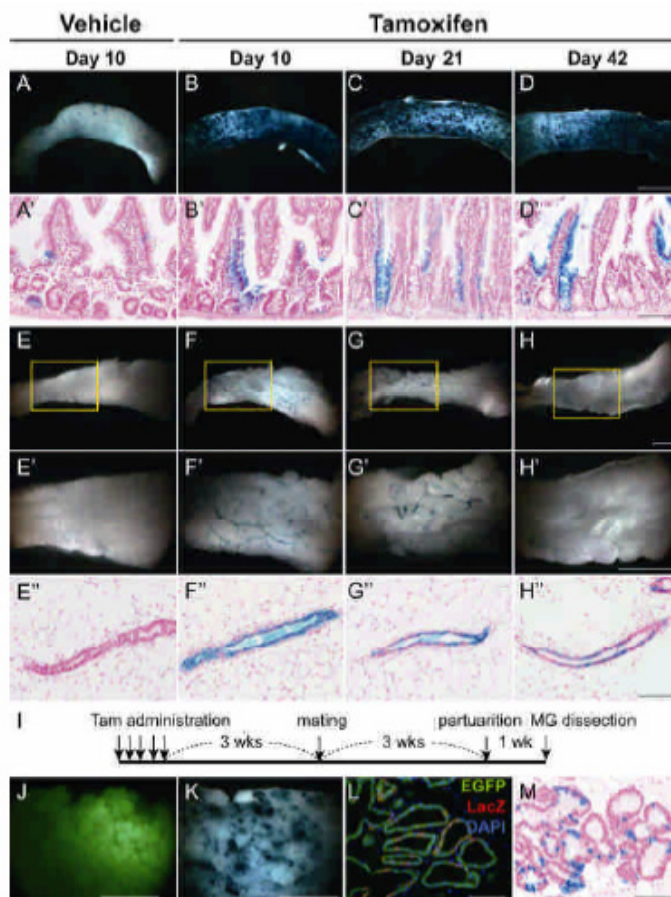 Vehicle Tamoxifen
Day 10 Day 10 Day 21 Day 42
A B C D
A' B' C' D'
E F G H
E' F' G' H'
E" F" G" H"
I
Tam administration mating partuarition MG dissection
3 wks 3 wks 1 wk
J K L M
EGFP
LacZ
DAPI